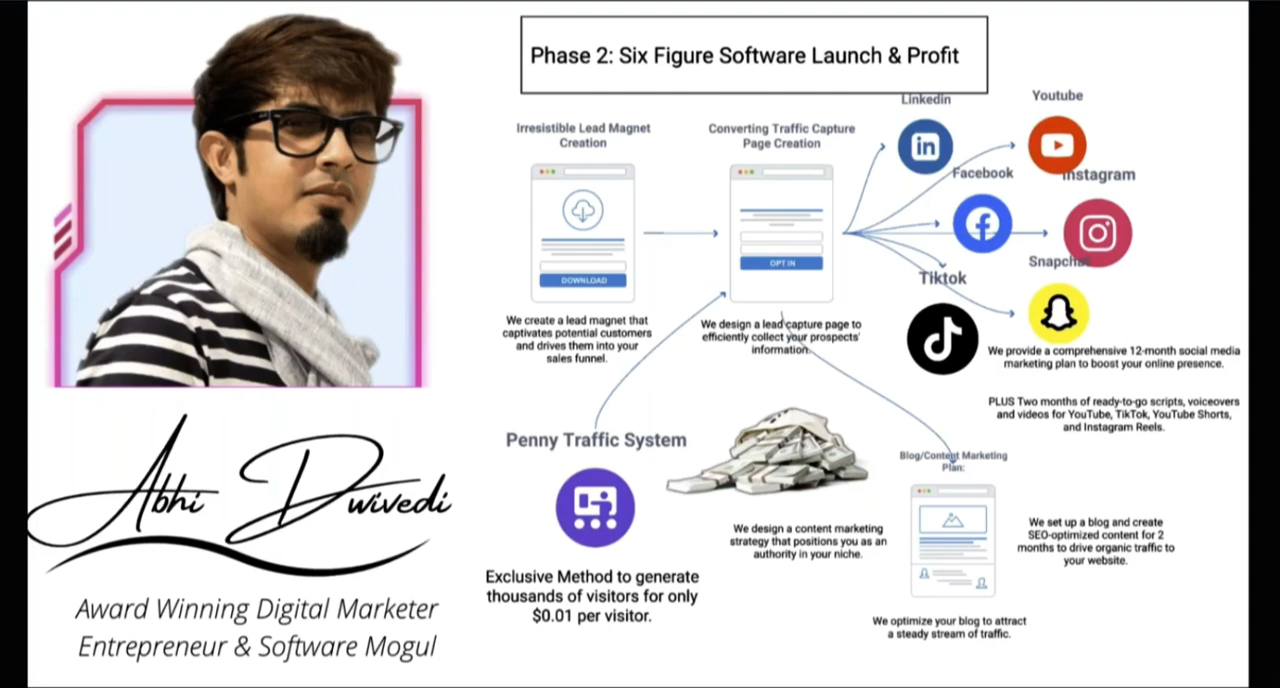 Phase 2: Six Figure Software Launch & Profit
Irresistible Lead Magnet
Creation
DOWNLOAD
We create a lead magnet that
captivates potential customers
and drives them into your
sales funnel.
Converting Traffic Capture
Page Creation
OPT IN
We design a lead capture page to
efficiently collect your prospects'
information.
Linkedin
in
Youtube
Facebook
Instagram
Tiktok
Snapchat
We provide a comprehensive 12-month social media
marketing plan to boost your online presence.
PLUS Two months of ready-to-go scripts, voiceovers
and videos for YouTube, TikTok, YouTube Shorts,
and Instagram Reels.
Penny Traffic System
Exclusive Method to generate
thousands of visitors for only
$0.01 per visitor.
We design a content marketing
strategy that positions you as an
authority in your niche.
Blog/Content Marketing
Plan:
We set up a blog and create
SEO-optimized content for 2
months to drive organic traffic to
your website.
We optimize your blog to attract
a steady stream of traffic.
Abhi Dwivedi
Award Winning Digital Marketer
Entrepreneur & Software Mogul